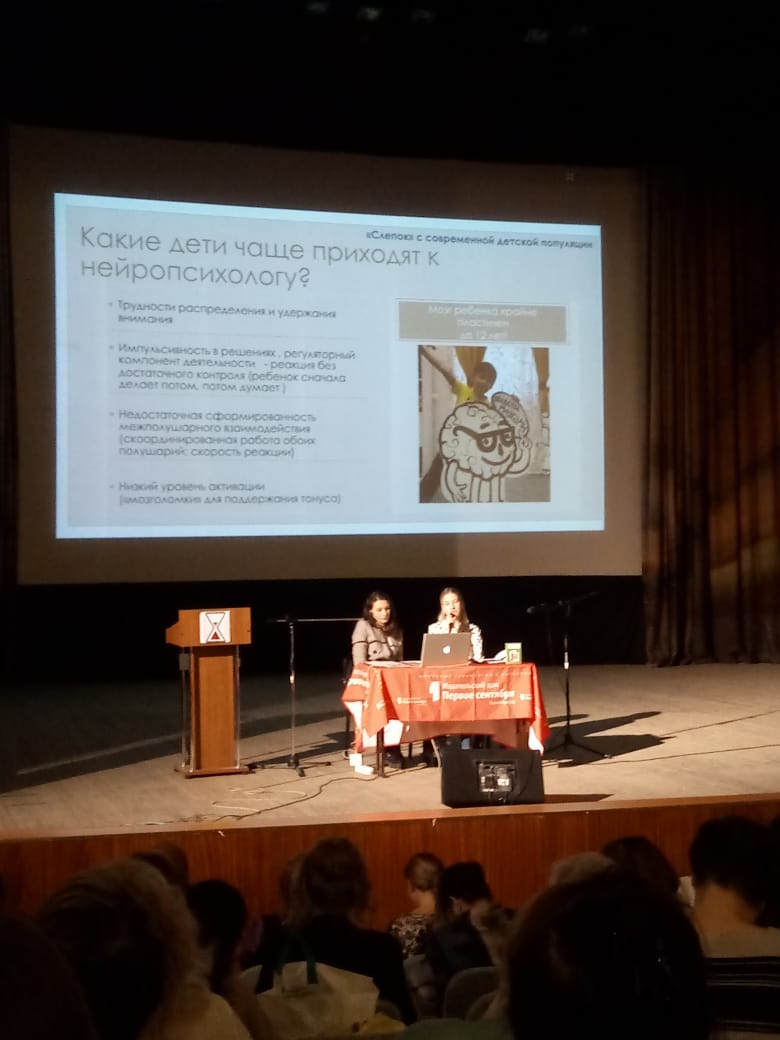 «Слепок» с современной детской популяции
Какие дети чаще приходят к
нейропсихологу?
Трудности распределения и удержания
внимания
Импульсивность в решениях , регуляторный
компонент деятельности - реакция без
достаточного контроля (ребенок сначала
делает потом, потом думает )
Недостаточная сформированность
межполушарного взаимодействия
(скоординированная работа обоих
полушарий; скорость реакции)
Низкий уровень активации
(«мозголомки» для поддержания тонуса)
Мозг ребенка крайне
пластичен
до 12 лет!
Издательский дом
Первое сентября